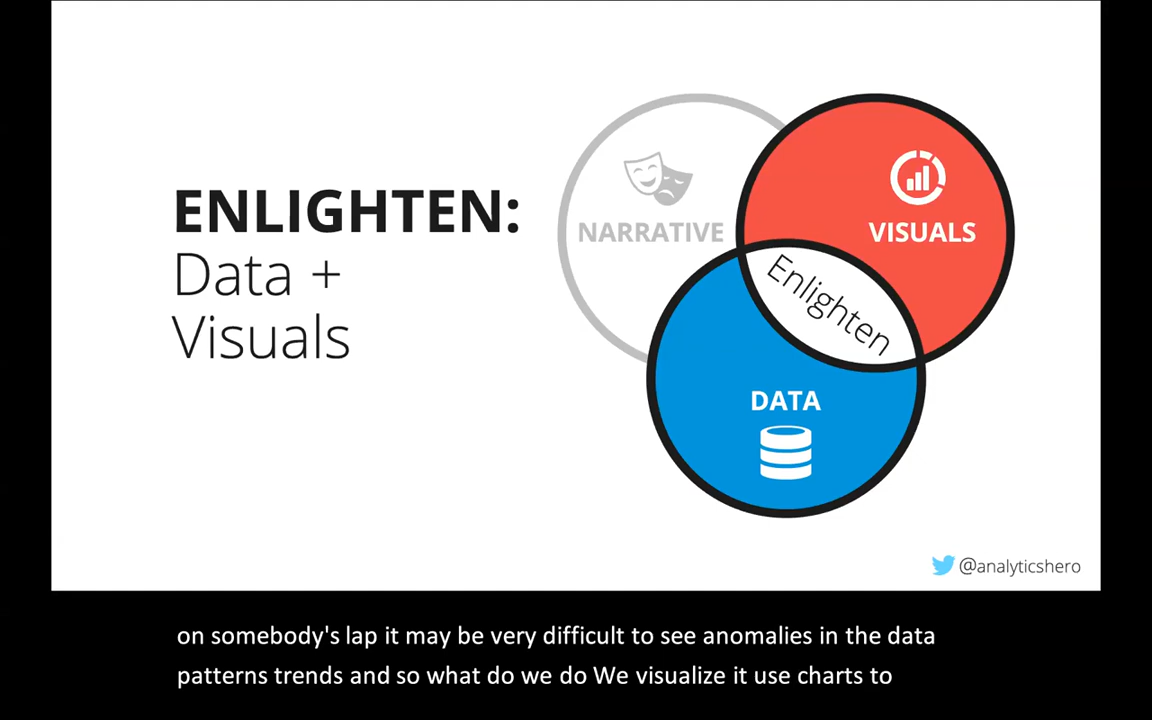 ENLIGHTEN:
Data +
Visuals
NARRATIVE
VISUALS
Enlighten
DATA
@analyticshero
on somebody's lap it may be very difficult to see anomalies in the data
patterns trends and so what do we do We visualize it use charts to